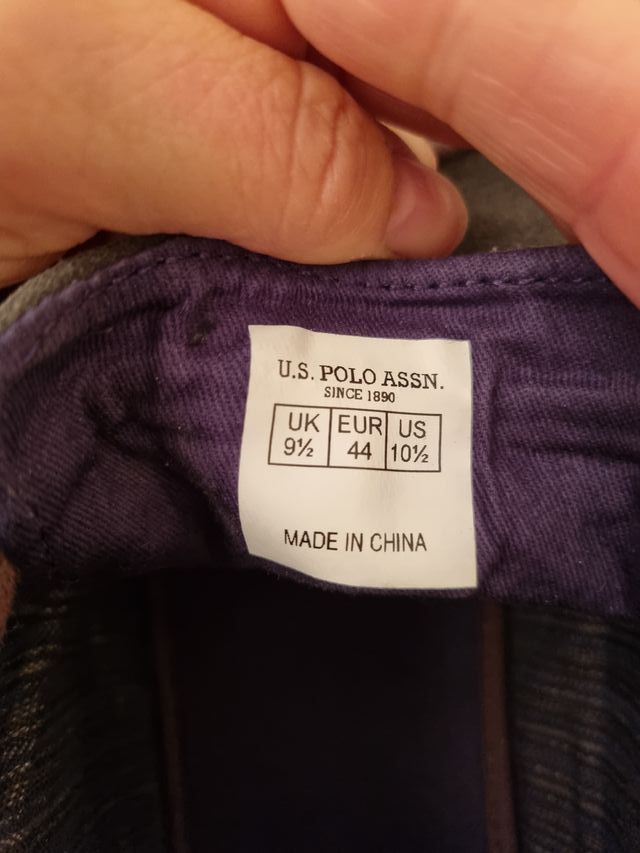 U.S. POLO ASSN.
SINCE 1890
UK EUR US
9½ 44 10½
MADE IN CHINA